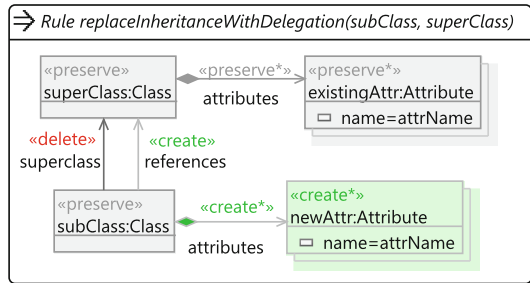 Rule replaceInheritanceWithDelegation(subClass, superClass)
«preserve»
superClass:Class
«preserve*»
attributes
«preserve*»
existingAttr:Attribute
name=attrName
«delete»
superclass
«create»
references
«preserve»
subClass:Class
«create*»
attributes
«create*»
newAttr:Attribute
name=attrName